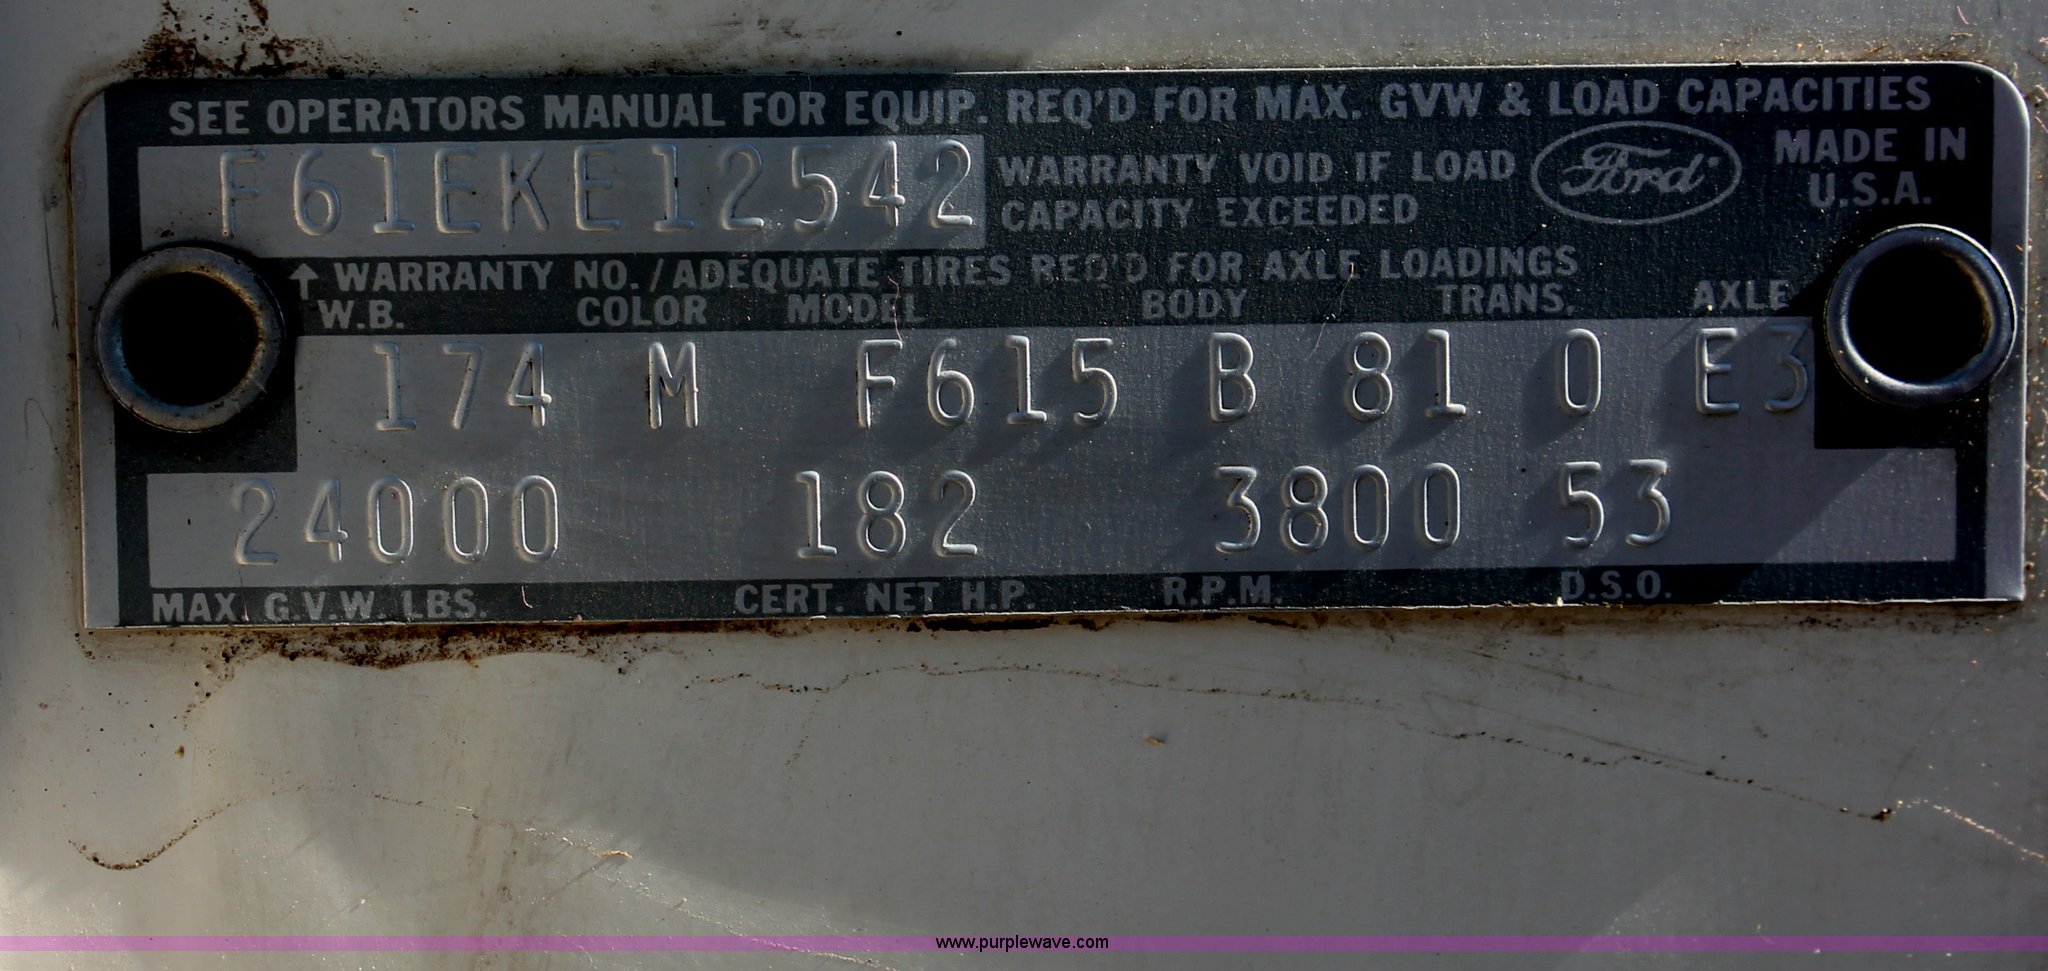 SEE OPERATORS MANUAL FOR EQUIP. REQ'D FOR MAX. GVW & LOAD CAPACITIES
F61EKE12542
WARRANTY VOID IF LOAD
CAPACITY EXCEEDED
Ford
MADE IN
U.S.A.
↑ WARRANTY NO./ADEQUATE TIRES REQ'D FOR AXLE LOADINGS
W.B. COLOR MODEL BODY TRANS. AXLE
174 M F615 B 81 0 E3
24000 182 3800 53
MAX. G.V.W. LBS. CERT. NET H.P. R.P.M. D.S.O.
www.purplewave.com